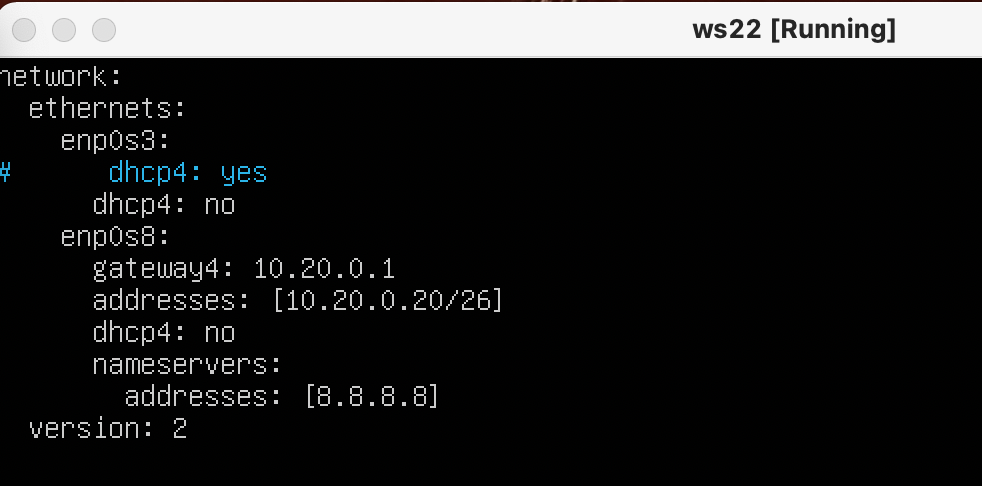 ws22 [Running]
network:
  ethernets:
    enp0s3:
#      dhcp4: yes
      dhcp4: no
    enp0s8:
      gateway4: 10.20.0.1
      addresses: [10.20.0.20/26]
      dhcp4: no
      nameservers:
        addresses: [8.8.8.8]
  version: 2